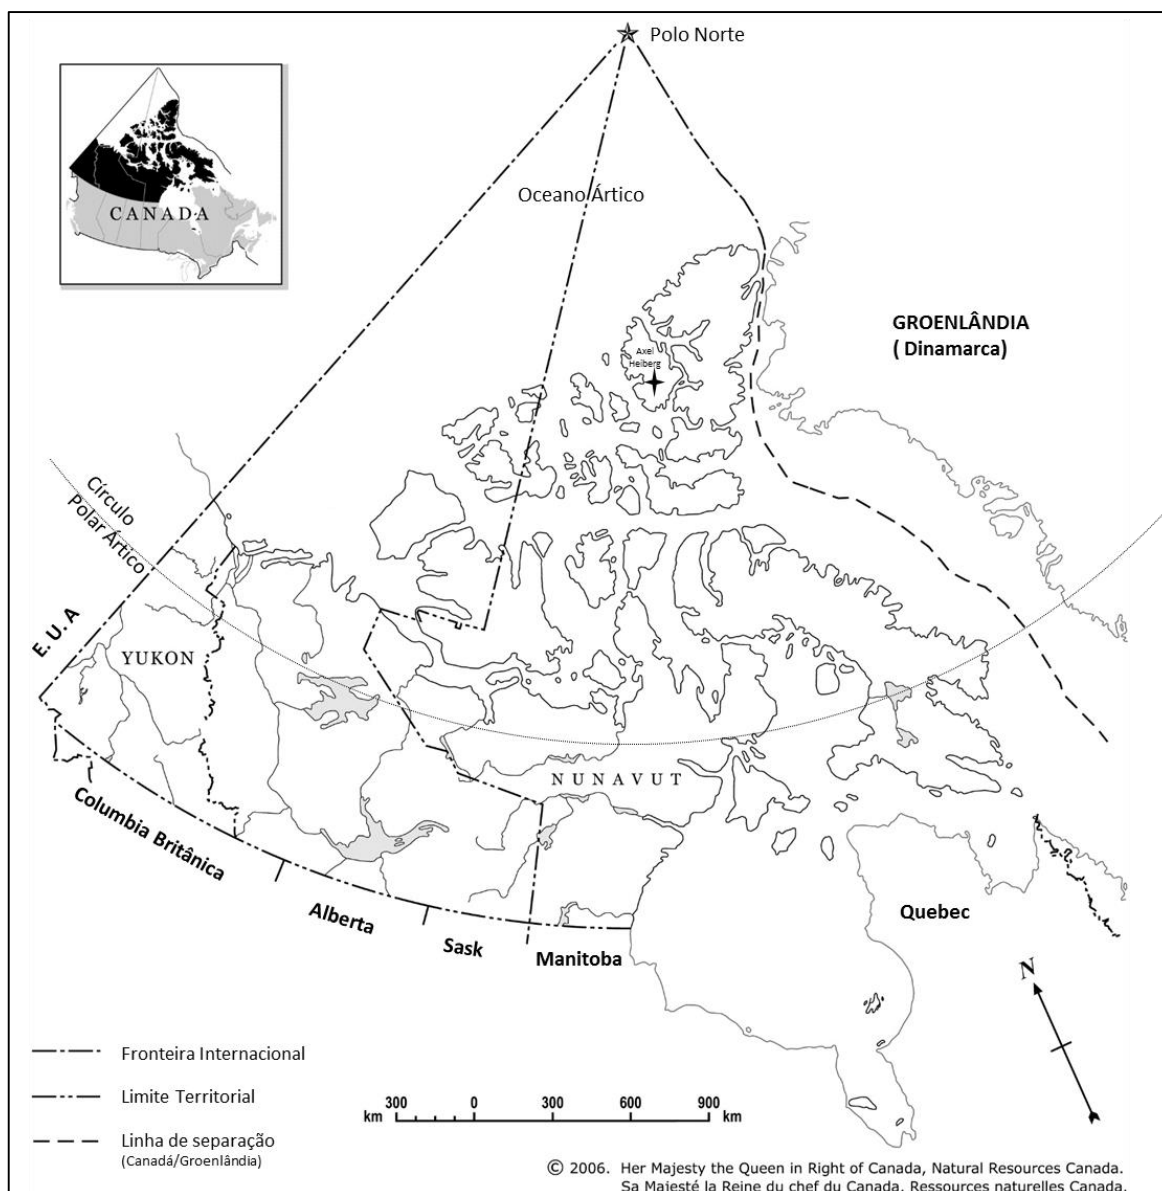 Polo Norte
CANADA
Oceano Ártico
GROENLÂNDIA
( Dinamarca)
Axel
Heiberg
Círculo
Polar Ártico
E. U. A
YUKON
NUNAVUT
Columbia Britânica
Alberta
Sask
Manitoba
Quebec
N
Fronteira Internacional
Limite Territorial
Linha de separação
(Canadá/Groenlândia)
km 300 0 300 600 900 km
© 2006. Her Majesty the Queen in Right of Canada, Natural Resources Canada.
Sa Majesté la Reine du chef du Canada, Ressources naturelles Canada.